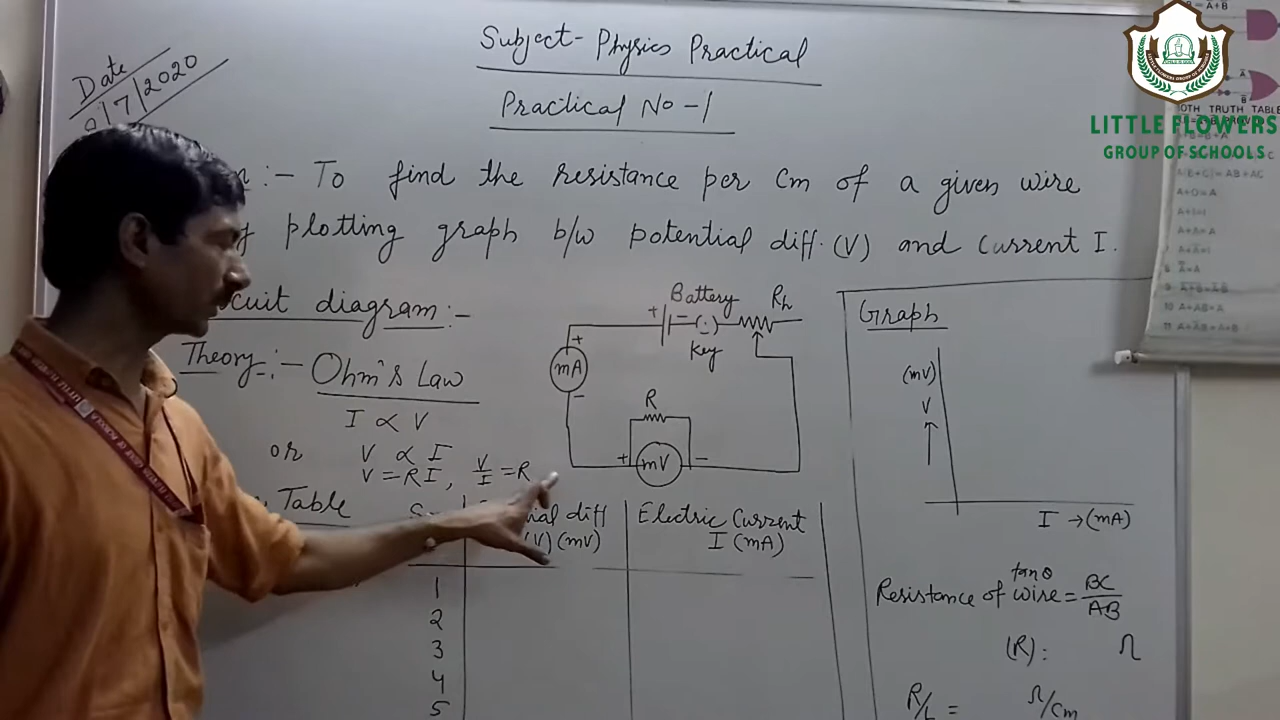 Subject- Physics Practical
Practical No -1
Date
/7/2020
:- To find the resistance per Cm of a given wire
plotting graph b/w potential diff. (V) and Current I.
diagram:-
Theory:- Ohm's Law
I ∝ V
or V ∝ I
V = RI, V/I = R
Table
diff
(V) (mV)
Electric Current
I (mA)
1
2
3
4
5
Battery
Rh
+
-
Key
+
mA
-
R
+
mV
-
Graph
(mV)
V
I → (mA)
tan θ
Resistance of wire = BC/AB
(R): Ω
R/L = Ω/Cm
LITTLE FLOWERS
GROUP OF SCHOOLS
TRUTH TABLE
A+0=A
A+A=A